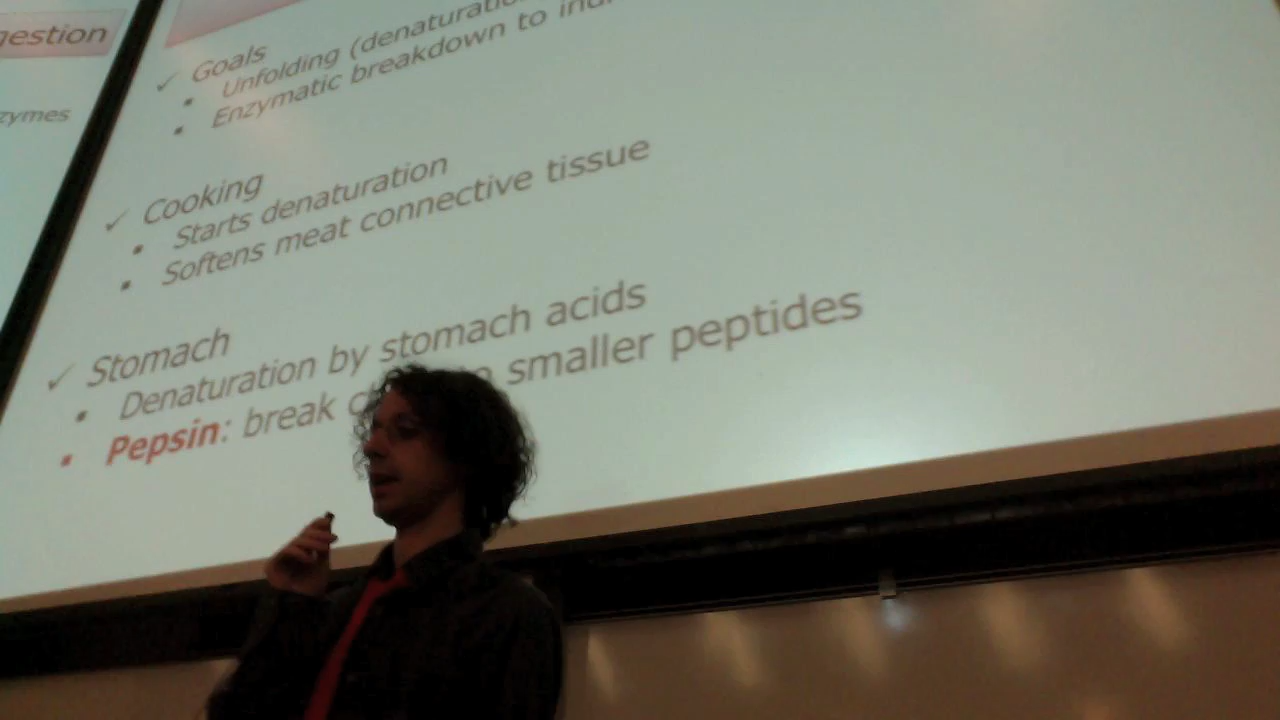 gestion
zymes
✓ Goals
▪ Unfolding (denaturatio
▪ Enzymatic breakdown to
✓ Cooking
▪ Starts denaturation
▪ Softens meat connective tissue
✓ Stomach
▪ Denaturation by stomach acids
▪ Pepsin: break smaller peptides